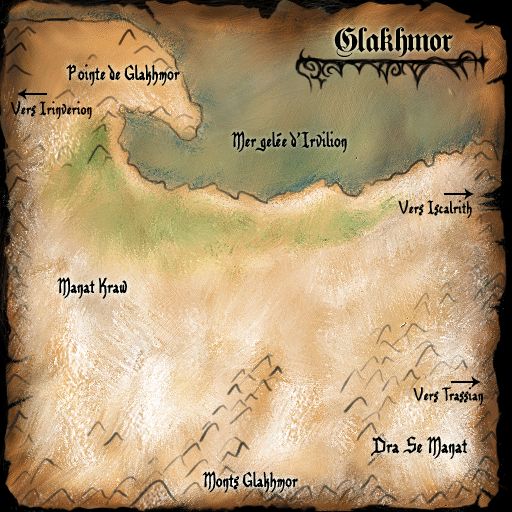 Glakhmor
Pointe de Glakhmor
Vers Irinverion
Mer gelée d'Irvilion
Vers Iscalrith
Manat Kraw
Vers Trassian
Dra Se Manat
Monts Glakhmor